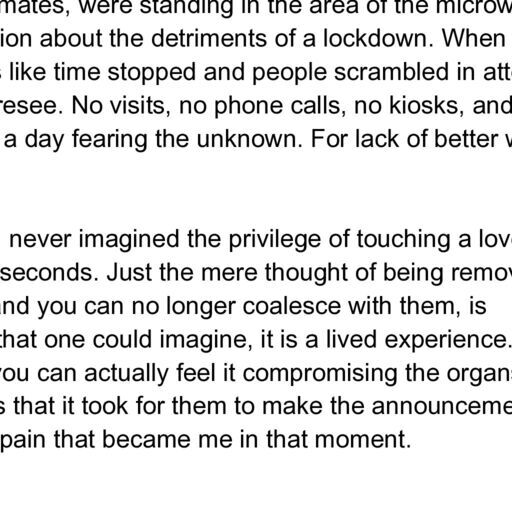 mates, were standing in the area of the microw
ion about the detriments of a lockdown. When
like time stopped and people scrambled in att
resee. No visits, no phone calls, no kiosks, and
a day fearing the unknown. For lack of better
never imagined the privilege of touching a lov
seconds. Just the mere thought of being remov
and you can no longer coalesce with them, is
that one could imagine, it is a lived experience.
you can actually feel it compromising the organ
s that it took for them to make the announceme
pain that became me in that moment.